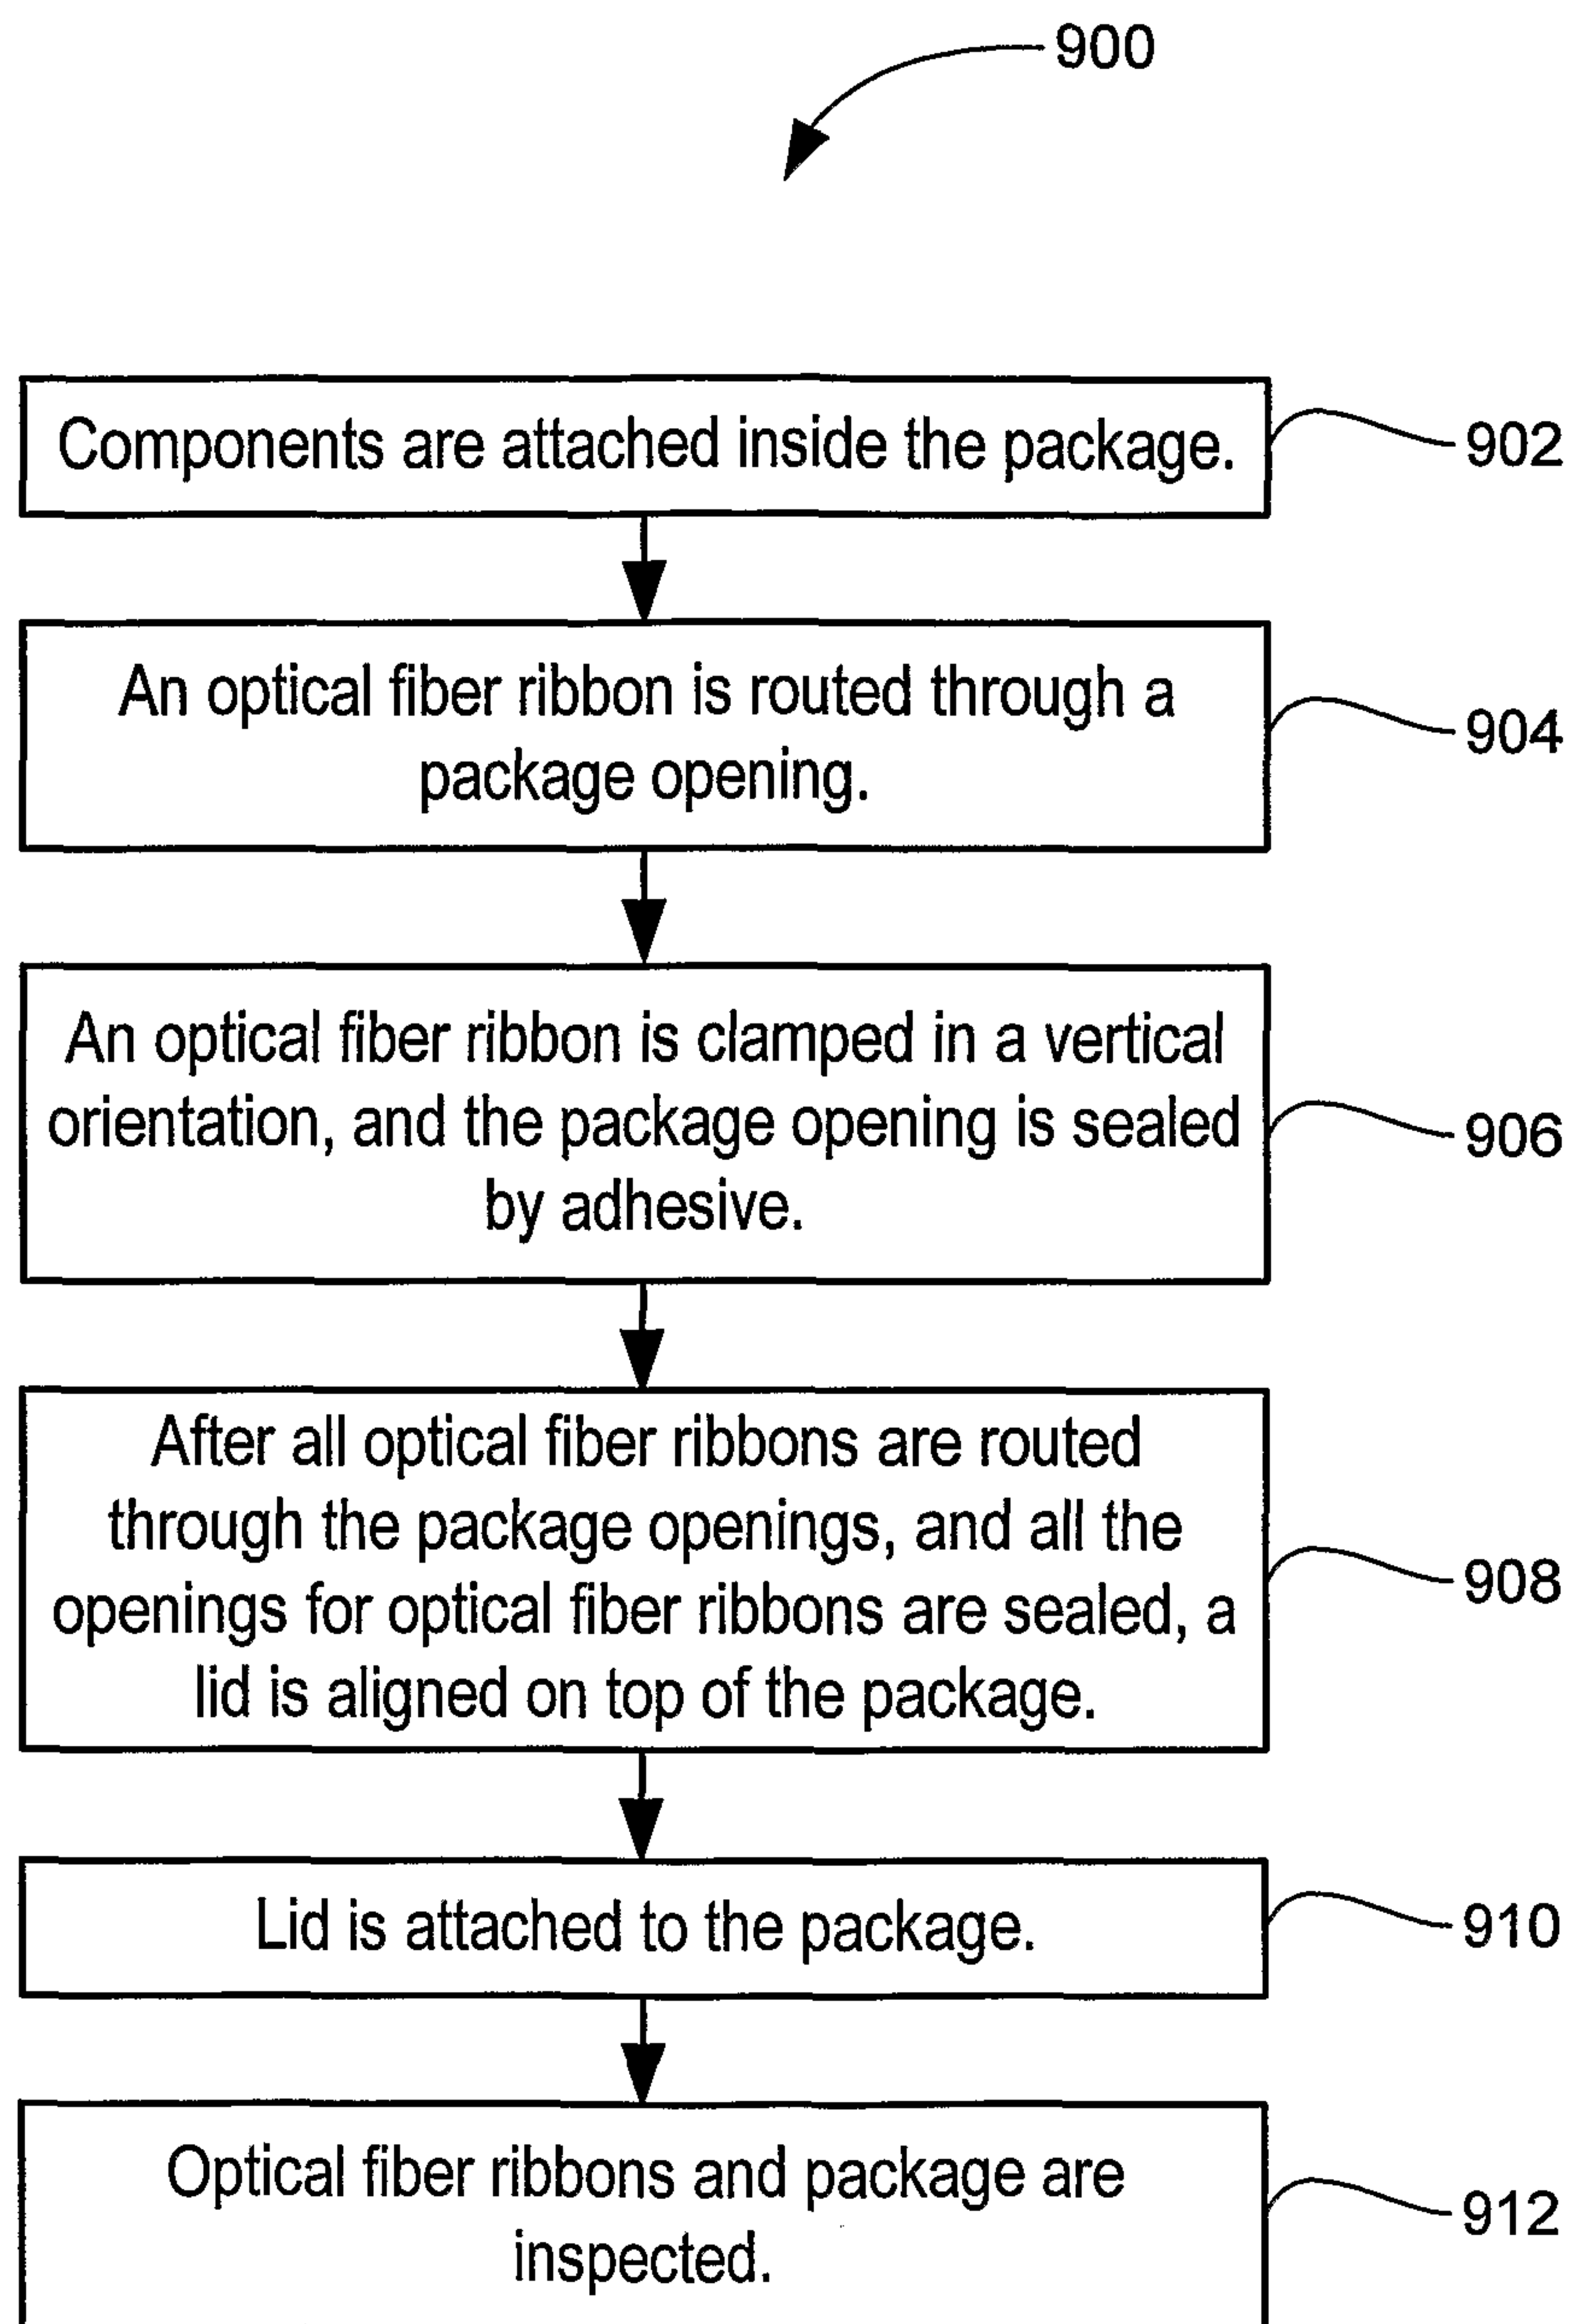 900
Components are attached inside the package.
902
An optical fiber ribbon is routed through a
package opening.
904
An optical fiber ribbon is clamped in a vertical
orientation, and the package opening is sealed
by adhesive.
906
After all optical fiber ribbons are routed
through the package openings, and all the
openings for optical fiber ribbons are sealed, a
lid is aligned on top of the package.
908
Lid is attached to the package.
910
Optical fiber ribbons and package are
inspected.
912